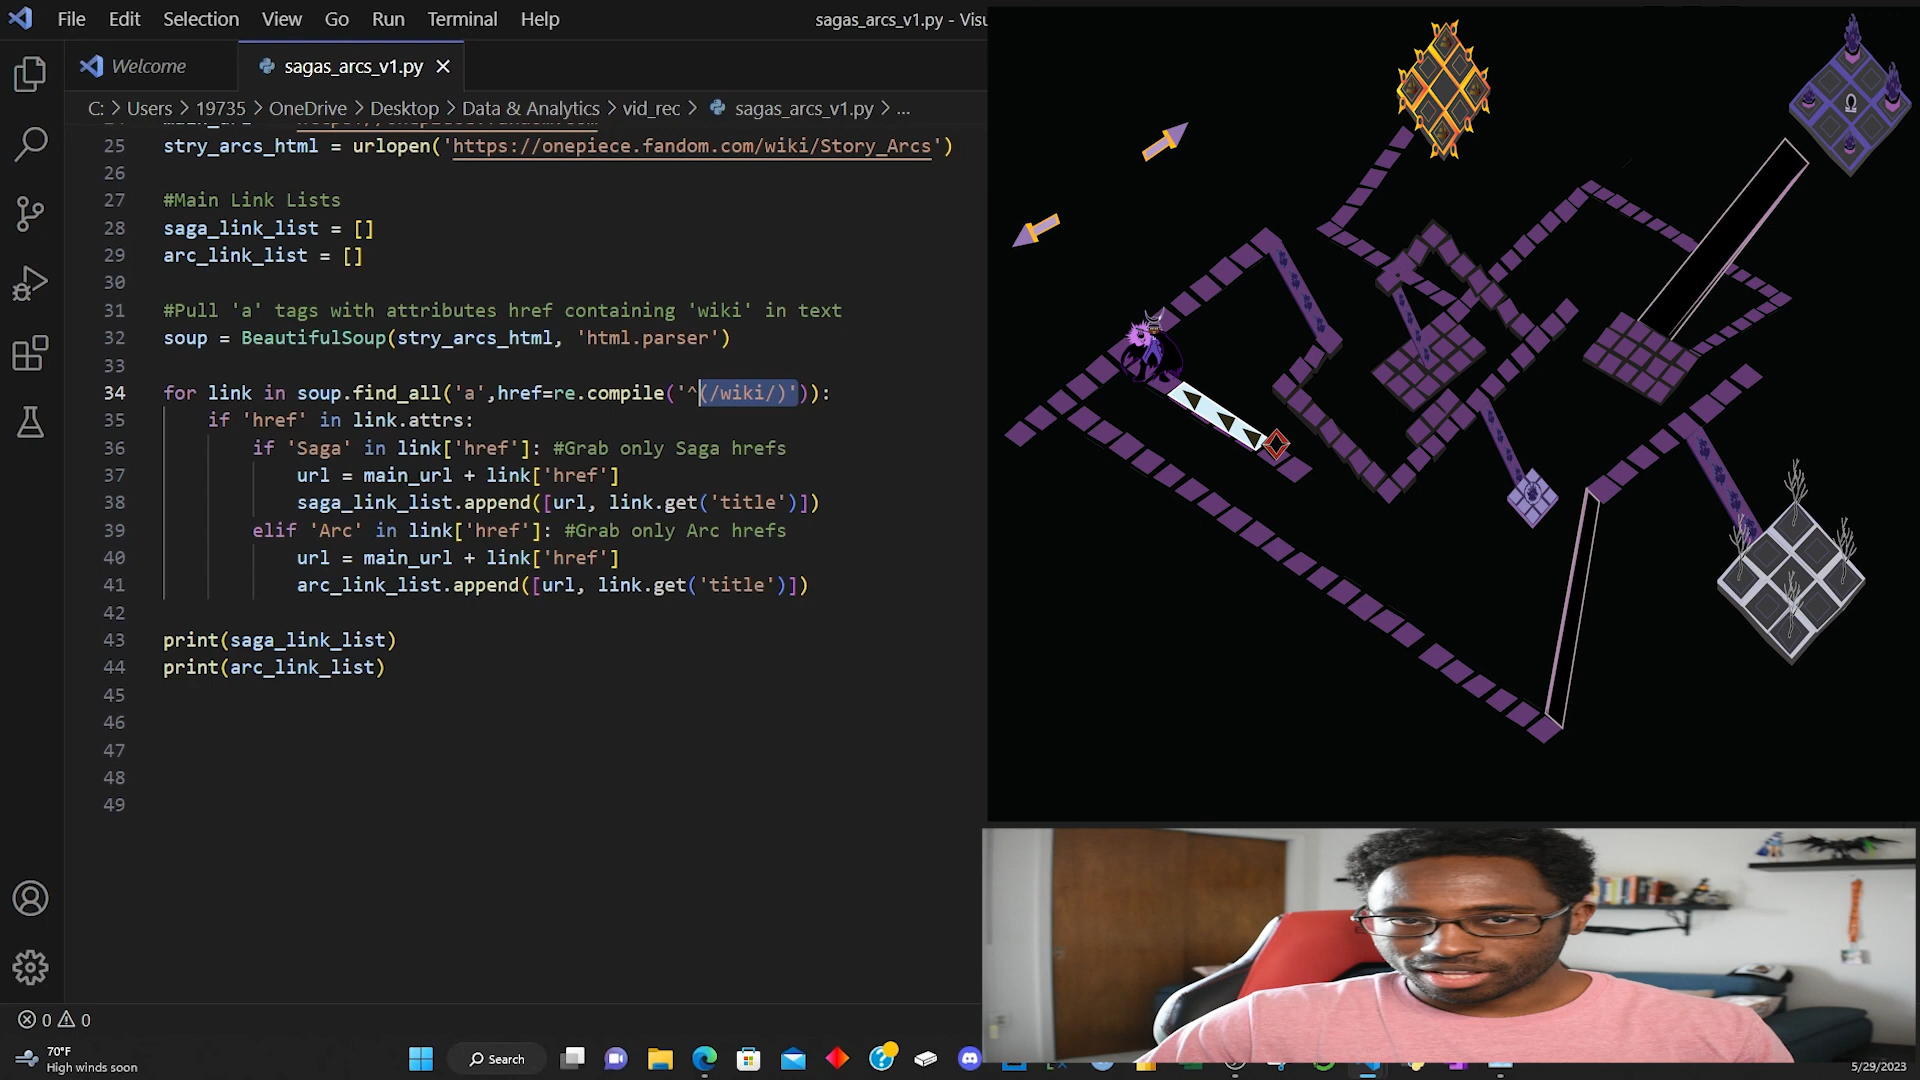 File Edit Selection View Go Run Terminal Help
sagas_arcs_v1.py - Visu
Welcome
sagas_arcs_v1.py
C: > Users > 19735 > OneDrive > Desktop > Data & Analytics > vid_rec > sagas_arcs_v1.py > ...
25 stry_arcs_html = urlopen('https://onepiece.fandom.com/wiki/Story_Arcs')
26
27 #Main Link Lists
28 saga_link_list = []
29 arc_link_list = []
30
31 #Pull 'a' tags with attributes href containing 'wiki' in text
32 soup = BeautifulSoup(stry_arcs_html, 'html.parser')
33
34 for link in soup.find_all('a',href=re.compile('^(/wiki/)')):
35 if 'href' in link.attrs:
36 if 'Saga' in link['href']: #Grab only Saga hrefs
37 url = main_url + link['href']
38 saga_link_list.append([url, link.get('title')])
39 elif 'Arc' in link['href']: #Grab only Arc hrefs
40 url = main_url + link['href']
41 arc_link_list.append([url, link.get('title')])
42
43 print(saga_link_list)
44 print(arc_link_list)
45
46
47
48
49
0 0
70°F
High winds soon
Search
5/29/2023